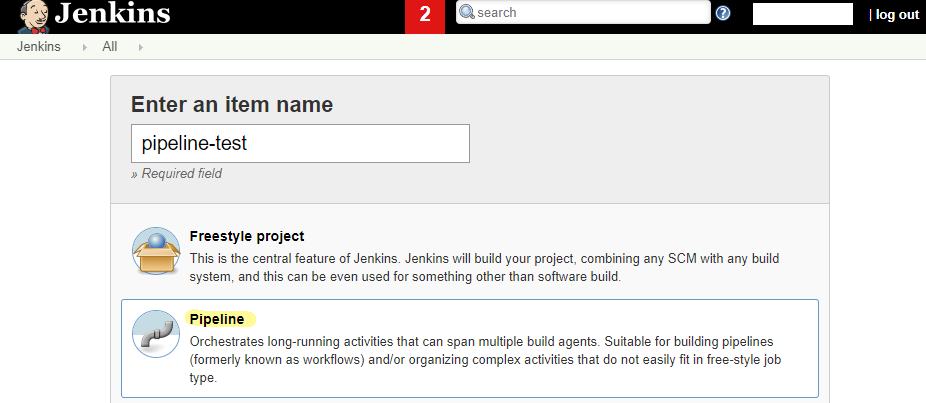 Jenkins 2 search | log out
Jenkins All
Enter an item name
pipeline-test
» Required field
Freestyle project
This is the central feature of Jenkins. Jenkins will build your project, combining any SCM with any build
system, and this can be even used for something other than software build.
Pipeline
Orchestrates long-running activities that can span multiple build agents. Suitable for building pipelines
(formerly known as workflows) and/or organizing complex activities that do not easily fit in free-style job
type.